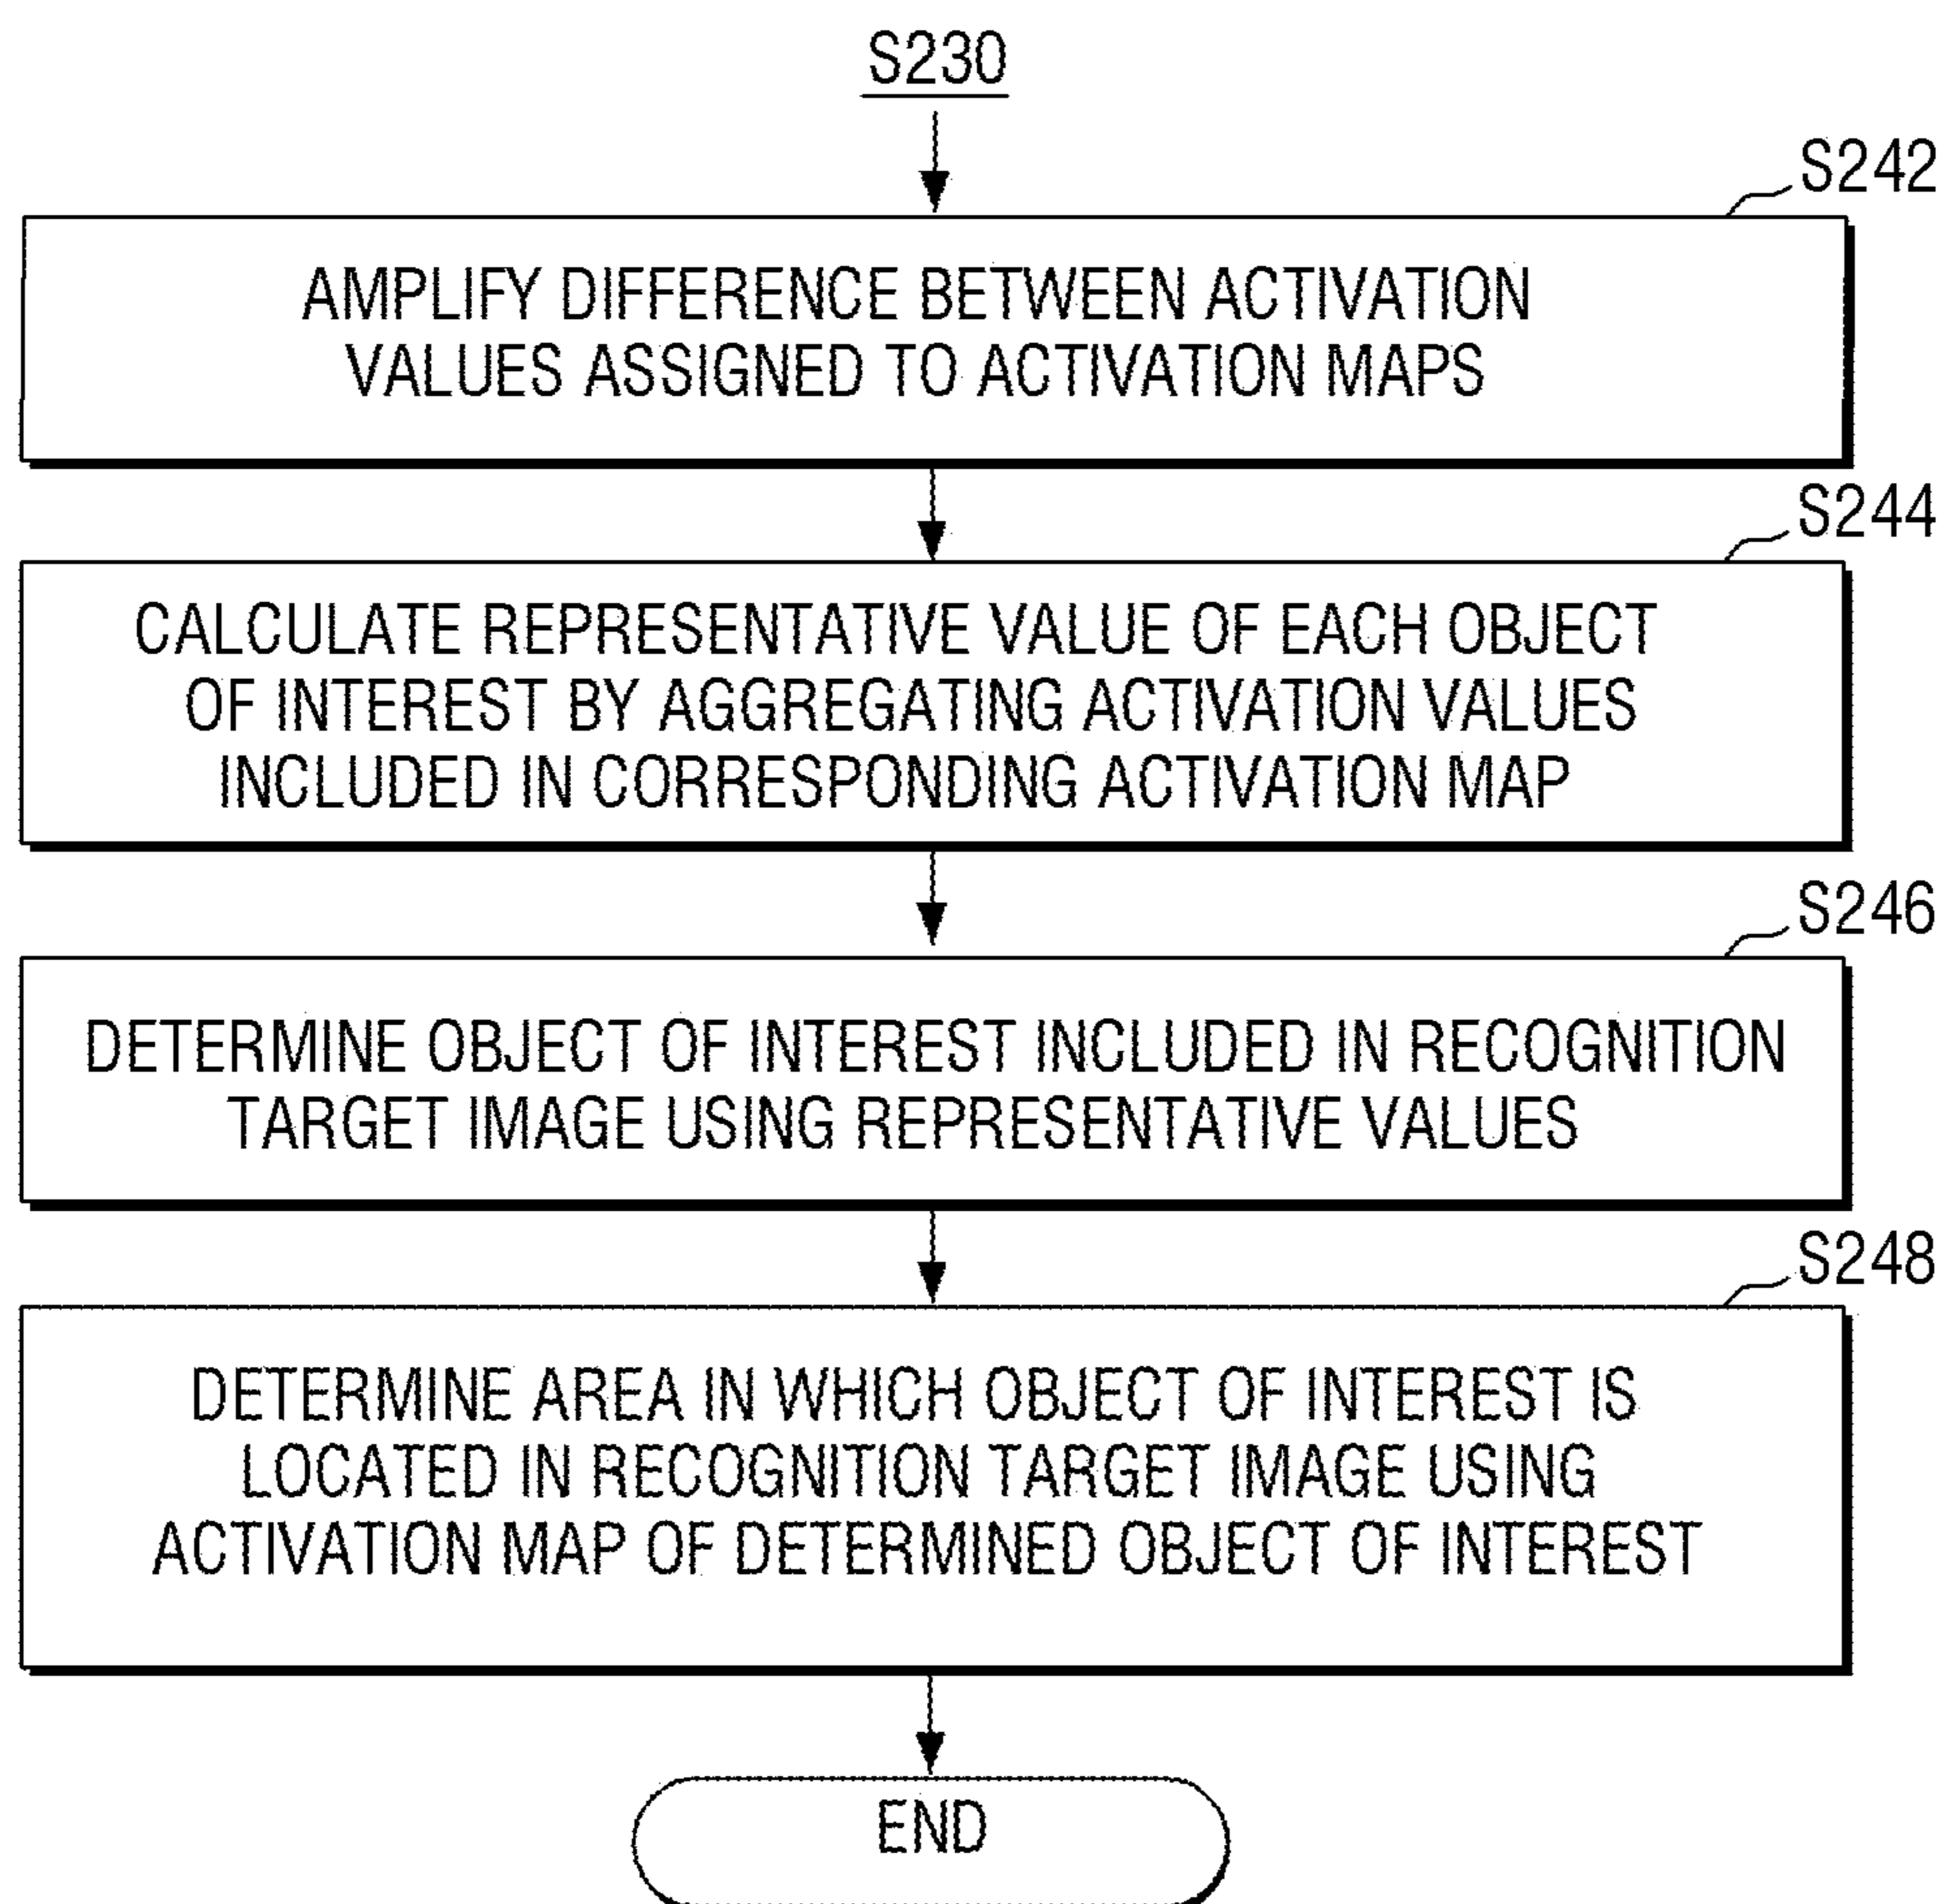 S230
S242
AMPLIFY DIFFERENCE BETWEEN ACTIVATION
VALUES ASSIGNED TO ACTIVATION MAPS
S244
CALCULATE REPRESENTATIVE VALUE OF EACH OBJECT
OF INTEREST BY AGGREGATING ACTIVATION VALUES
INCLUDED IN CORRESPONDING ACTIVATION MAP
S246
DETERMINE OBJECT OF INTEREST INCLUDED IN RECOGNITION
TARGET IMAGE USING REPRESENTATIVE VALUES
S248
DETERMINE AREA IN WHICH OBJECT OF INTEREST IS
LOCATED IN RECOGNITION TARGET IMAGE USING
ACTIVATION MAP OF DETERMINED OBJECT OF INTEREST
END